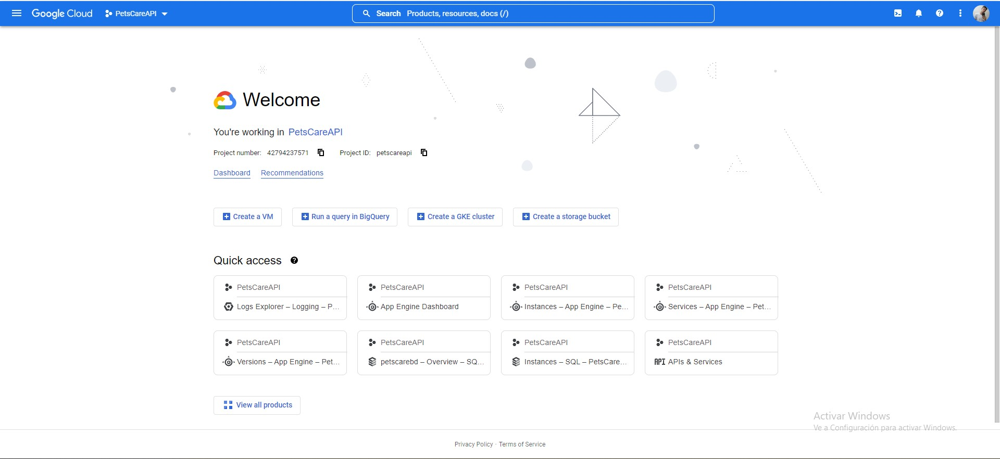 Google Cloud
PetsCareAPI
Search Products, resources, docs (/)
Welcome
You're working in PetsCareAPI
Project number: 42794237571 Project ID: petscareapi
Dashboard Recommendations
Create a VM
Run a query in BigQuery
Create a GKE cluster
Create a storage bucket
Quick access
PetsCareAPI
Logs Explorer – Logging – P...
PetsCareAPI
App Engine Dashboard
PetsCareAPI
Instances – App Engine – Pe...
PetsCareAPI
Services – App Engine – Pet...
PetsCareAPI
Versions – App Engine – Pet...
PetsCareAPI
petscarebd – Overview – SQ...
PetsCareAPI
Instances – SQL – PetsCare...
PetsCareAPI
API APIs & Services
View all products
Activar Windows
Ve a Configuración para activar Windows.
Privacy Policy · Terms of Service